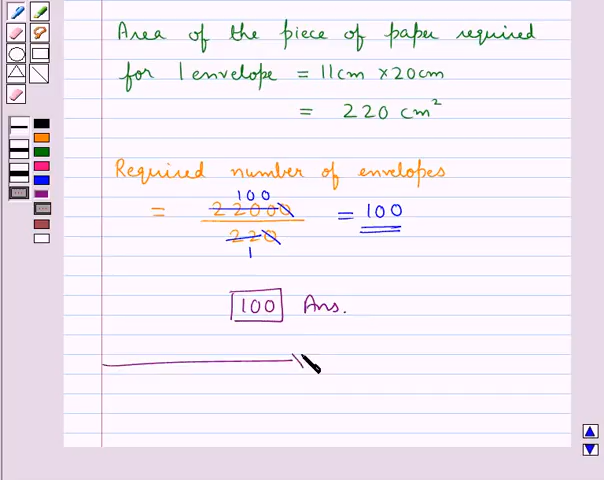 Area of the piece of paper required
for 1 envelope = 11cm × 20cm
= 220 cm²
Required number of envelopes
100
= 22000 = 100
220
1
100 Ans.